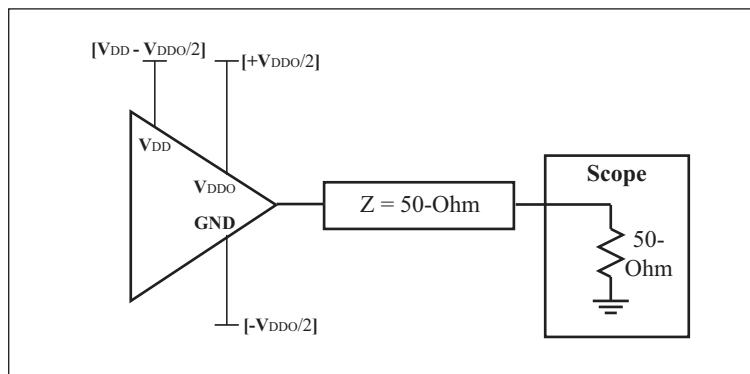 [VDD - VDDO/2]
[+VDDO/2]
VDD
VDDO
GND
[-VDDO/2]
Z = 50-Ohm
Scope
50-
Ohm